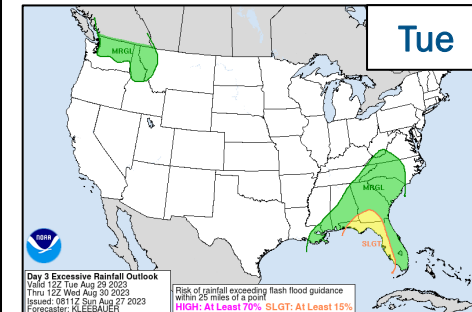 Tue
MRGL
MRGL
SLGT
NOAA
Day 3 Excessive Rainfall Outlook
Valid 12Z Tue Aug 29 2023
Thru 12Z Wed Aug 30 2023
Issued: 0811Z Sun Aug 27 2023
Forecaster: KLEEBAUER
Risk of rainfall exceeding flash flood guidance
within 25 miles of a point
HIGH: At Least 70% SLGT: At Least 15%